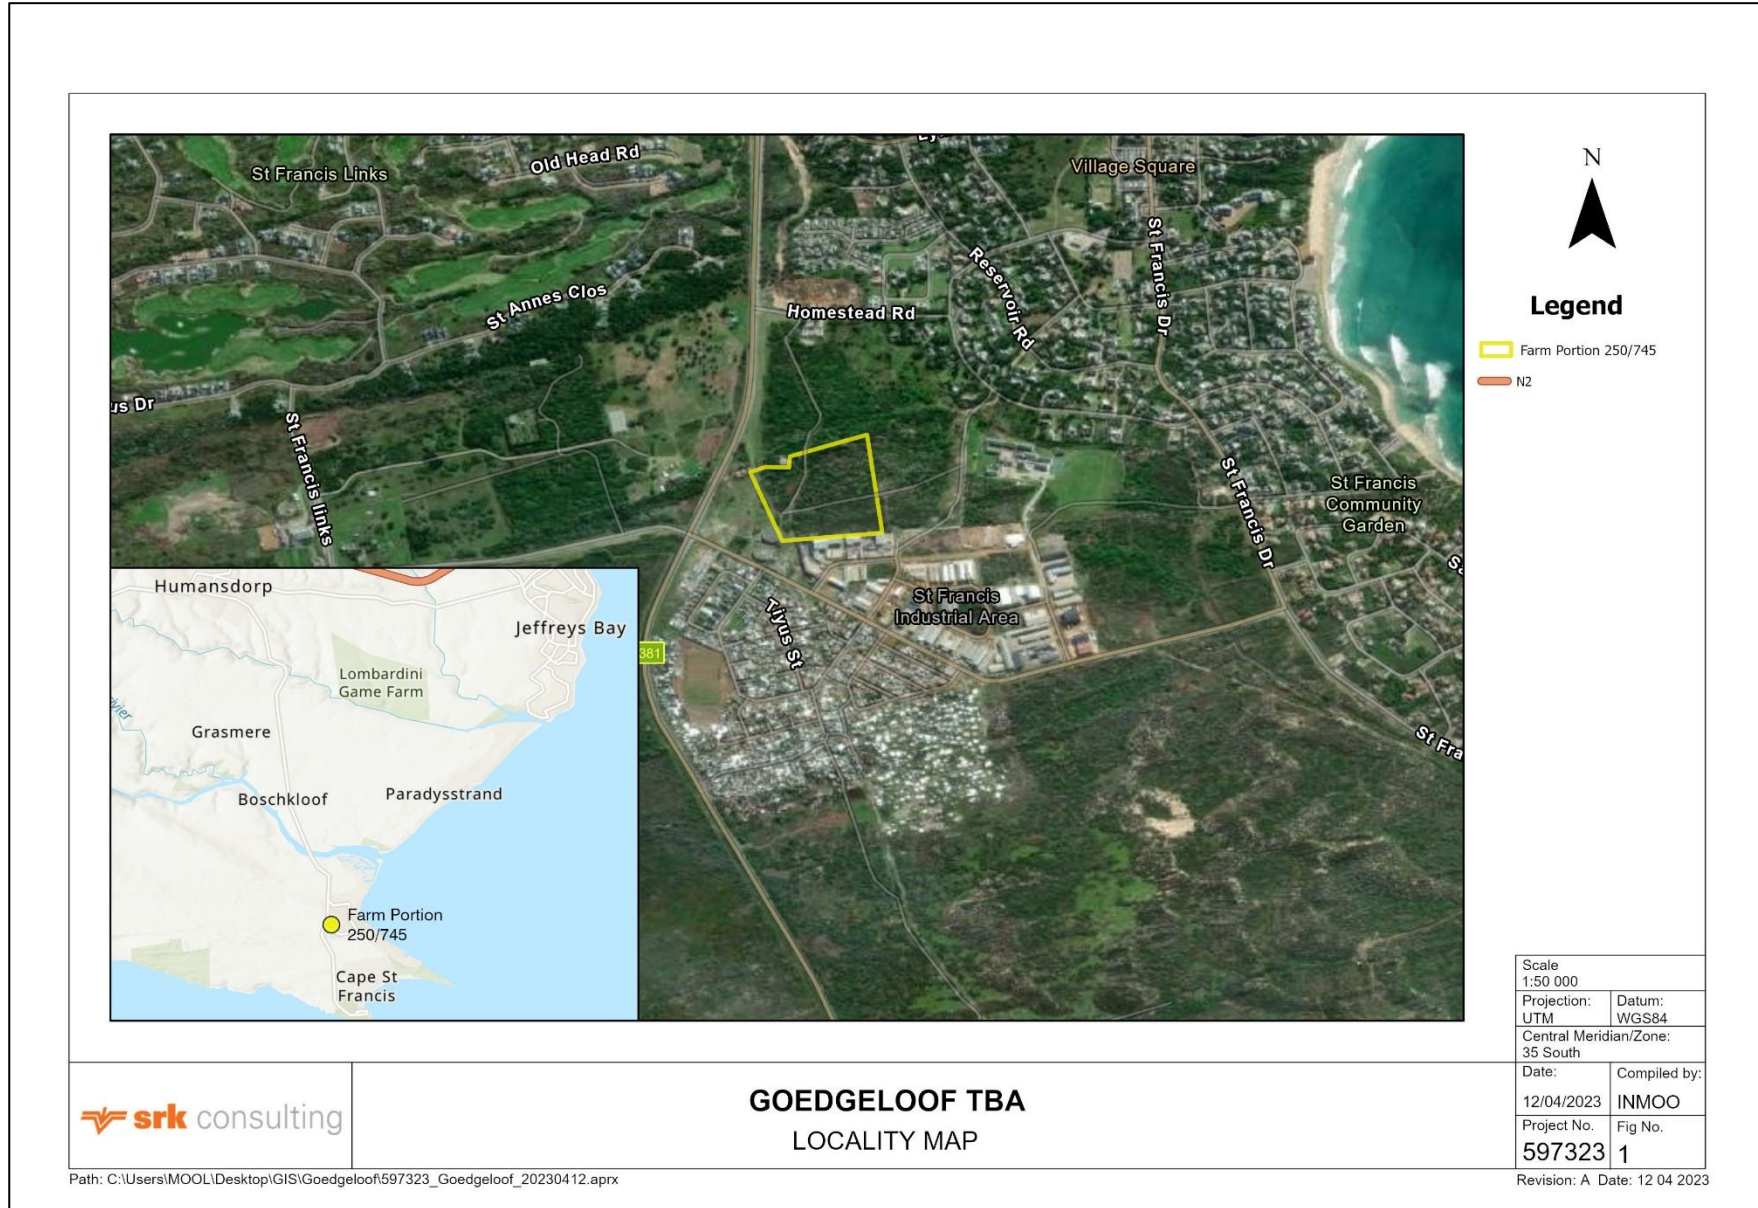 Old Head Rd
St Francis Links
Village Square
St Francis Dr
Reservoir Rd
St Annes Clos
Homestead Rd
us Dr
St Francis links
St Francis Dr
St Francis
Community
Garden
St Francis
Industrial Area
Tiyus St
381
St Fra
Humansdorp
Jeffreys Bay
Lombardini
Game Farm
Grasmere
Boschkloof
Paradysstrand
Farm Portion
250/745
Cape St
Francis
N
Legend
Farm Portion 250/745
N2
Scale
1:50 000
Projection:
UTM
Datum:
WGS84
Central Meridian/Zone:
35 South
Date:
12/04/2023
Compiled by:
INMOO
Project No.
597323
Fig No.
1
srk consulting
GOEDGELOOF TBA
LOCALITY MAP
Path: C:\Users\MOOL\Desktop\GIS\Goedgeloof\597323_Goedgeloof_20230412.aprx
Revision: A Date: 12 04 2023